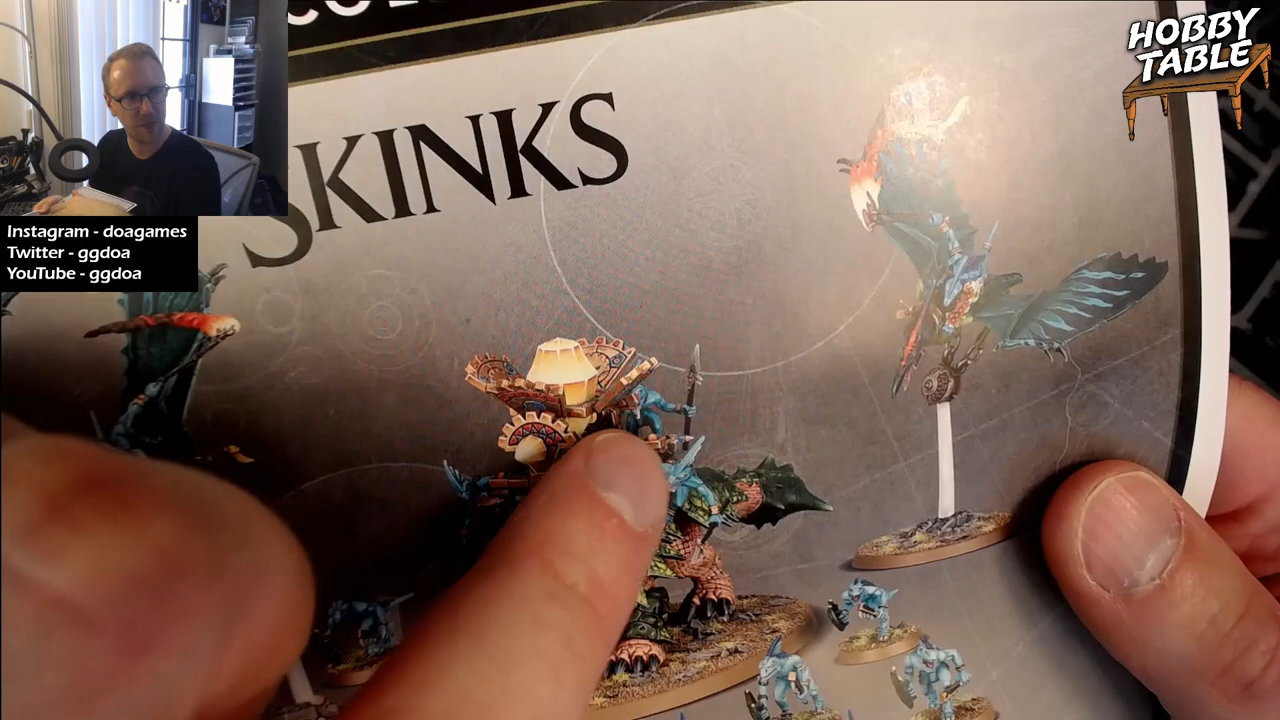 HOBBY
TABLE
SKINKS
Instagram - doagames
Twitter - ggdoa
YouTube - ggdoa